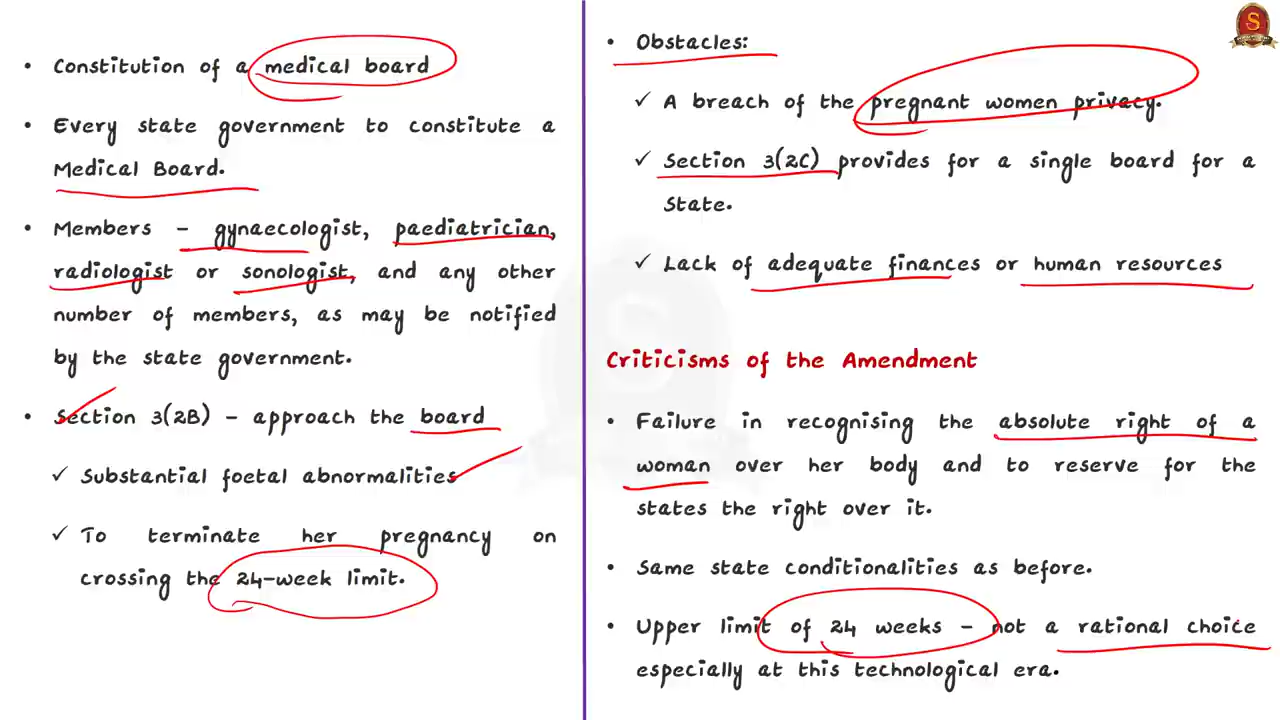 • Constitution of a medical board
• Every state government to constitute a
Medical Board.
• Members – gynaecologist, paediatrician,
radiologist or sonologist, and any other
number of members, as may be notified
by the state government.
• Section 3(2B) – approach the board
✓ Substantial foetal abnormalities
✓ To terminate her pregnancy on
crossing the 24-week limit.
• Obstacles:
✓ A breach of the pregnant women privacy.
✓ Section 3(2C) provides for a single board for a
State.
✓ Lack of adequate finances or human resources
Criticisms of the Amendment
• Failure in recognising the absolute right of a
woman over her body and to reserve for the
states the right over it.
• Same state conditionalities as before.
• Upper limit of 24 weeks – not a rational choice
especially at this technological era.
S